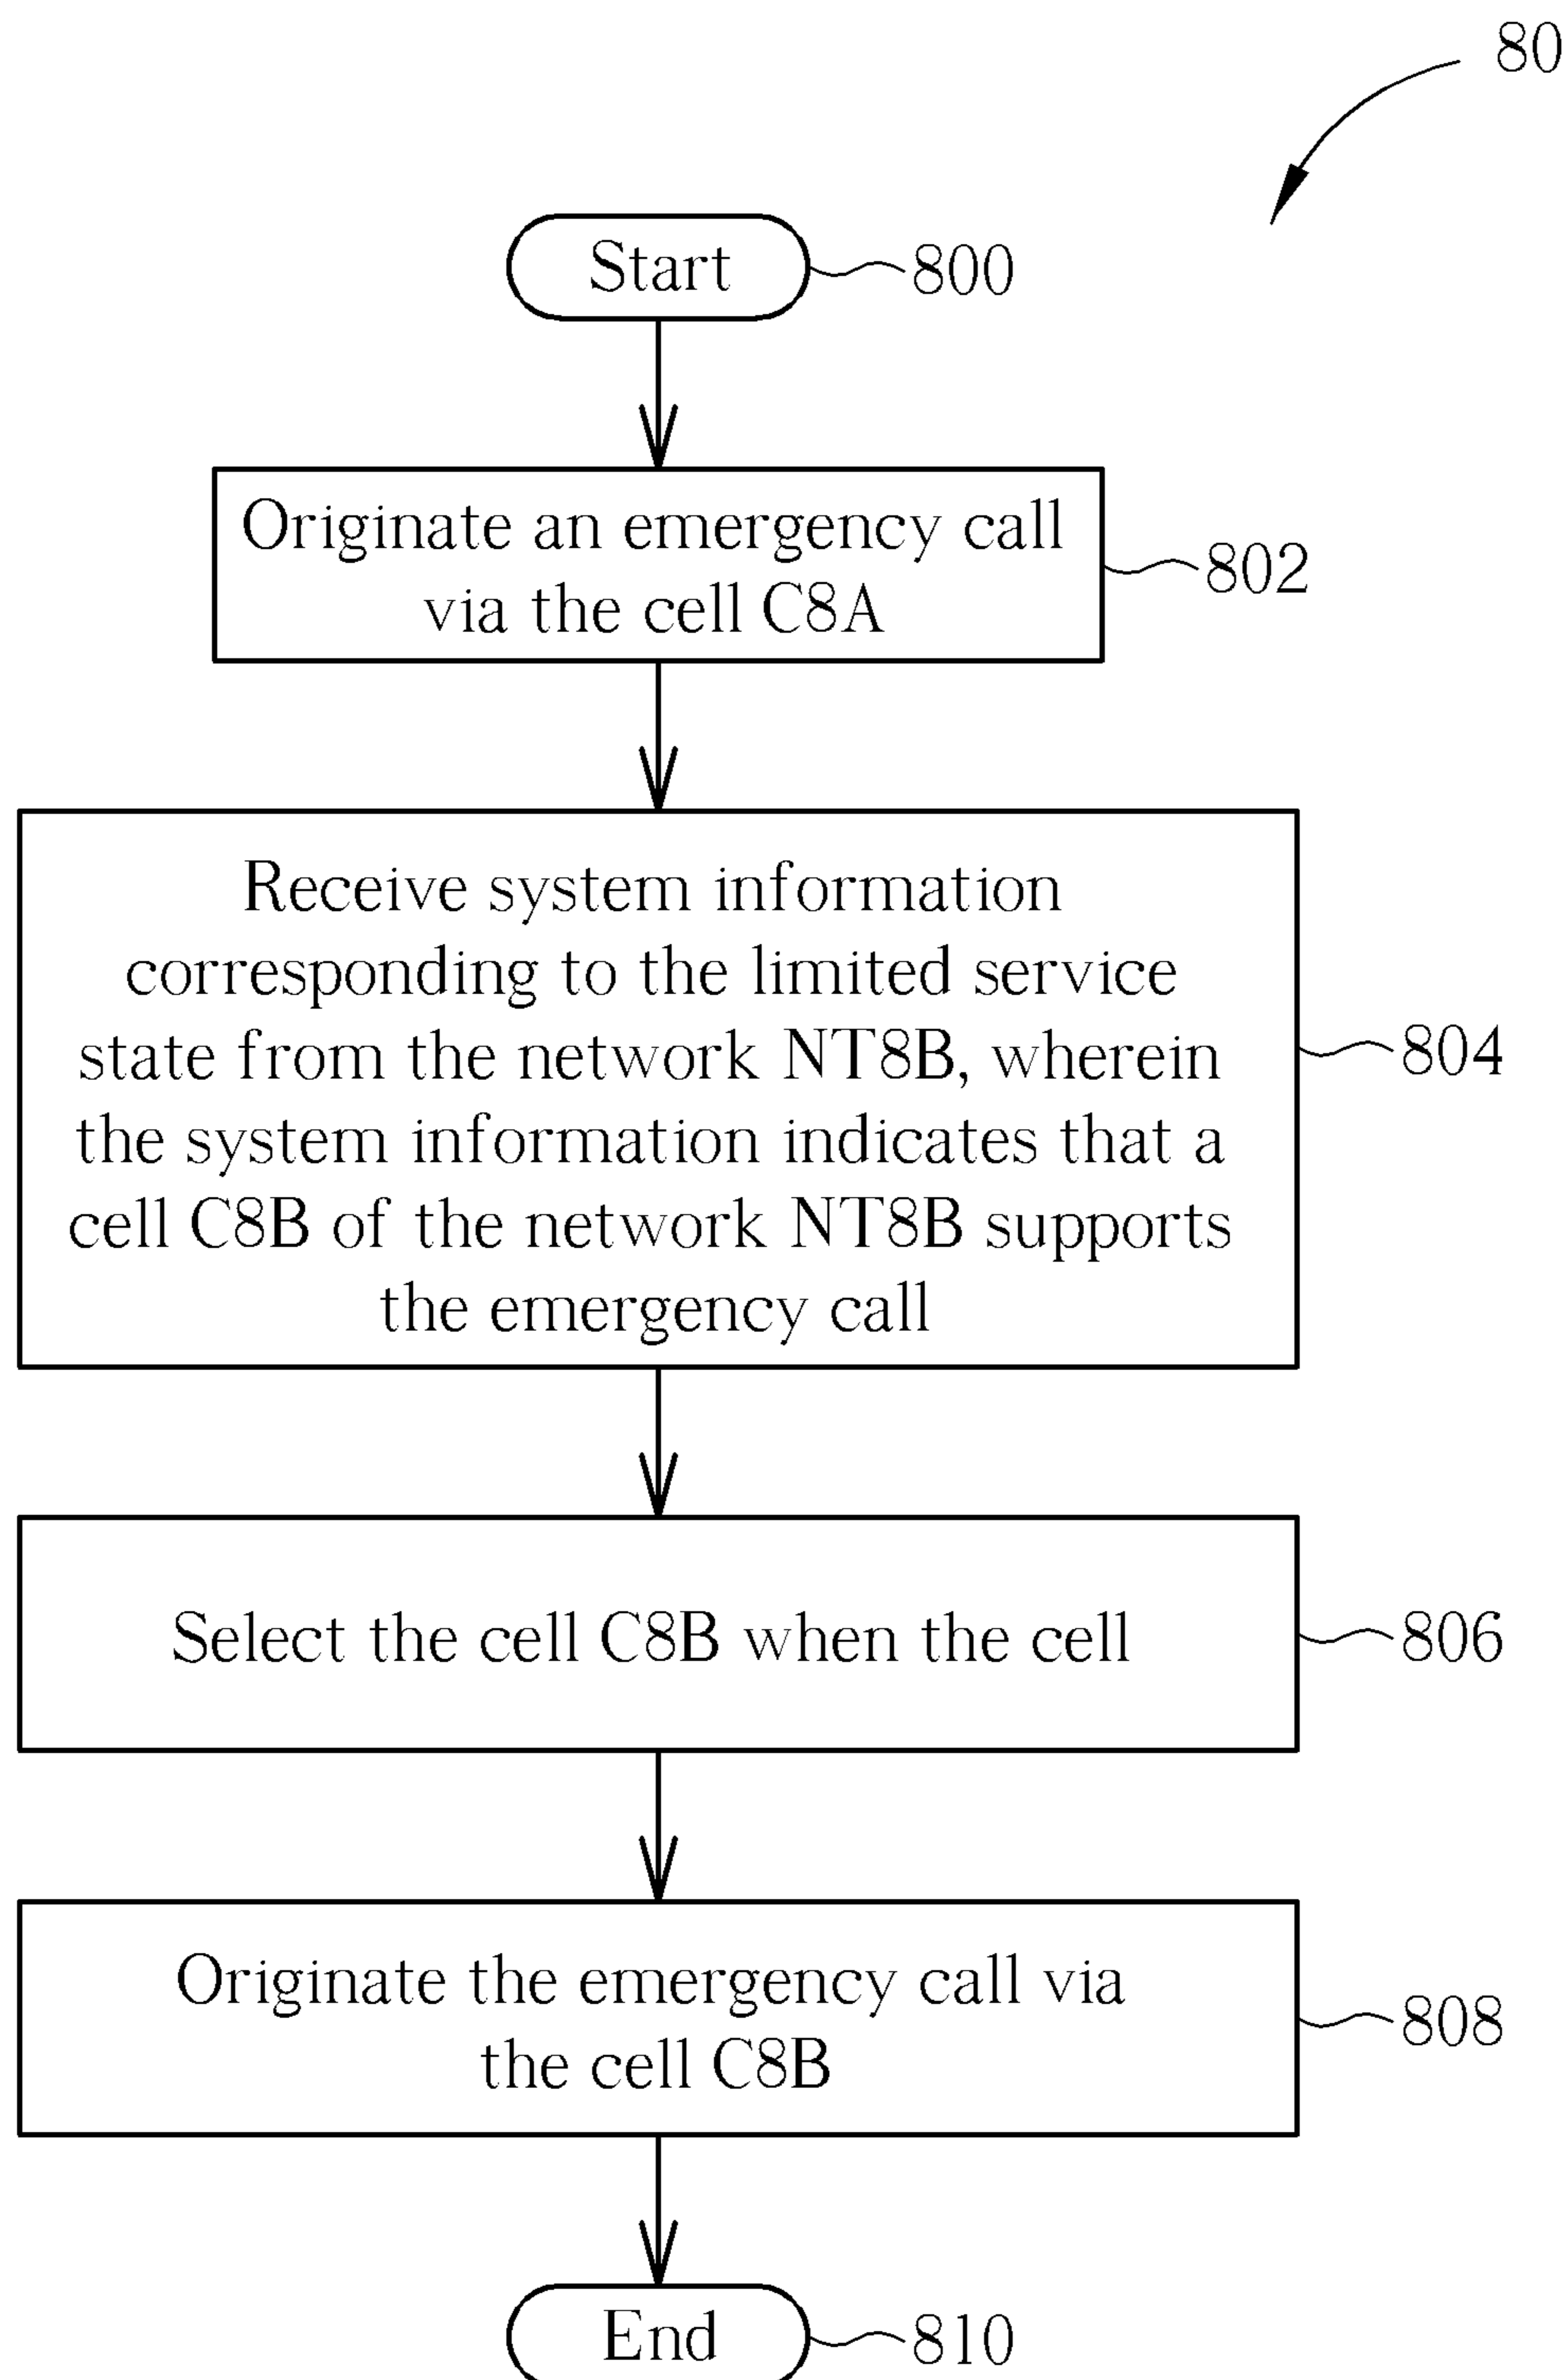 80
Start
800
Originate an emergency call
via the cell C8A
802
Receive system information
corresponding to the limited service
state from the network NT8B, wherein
the system information indicates that a
cell C8B of the network NT8B supports
the emergency call
804
Select the cell C8B when the cell
806
Originate the emergency call via
the cell C8B
808
End
810